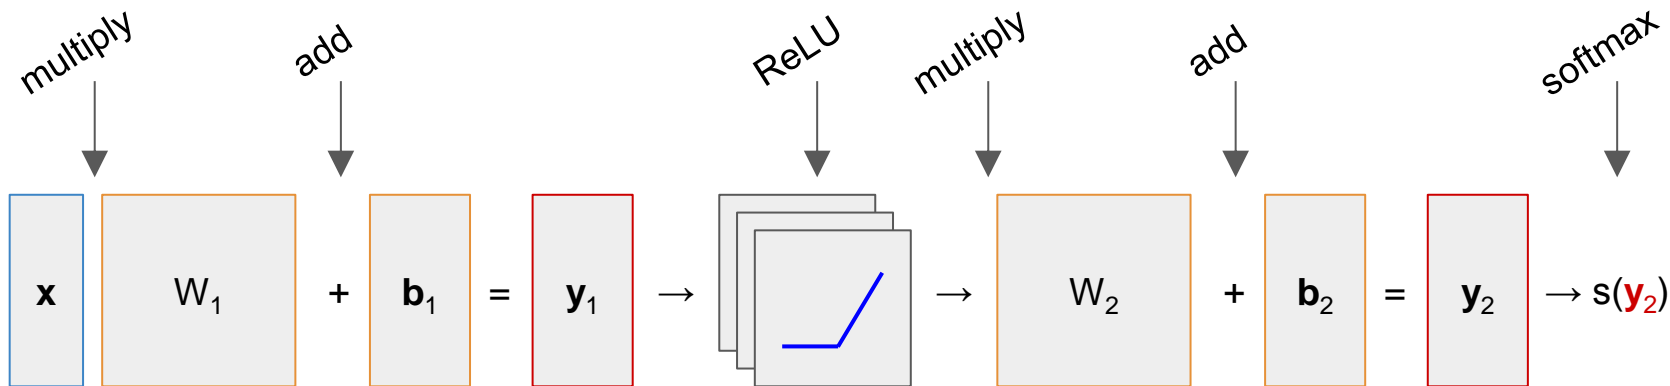 multiply add ReLU multiply add softmax
x W₁ + b₁ = y₁ → → W₂ + b₂ = y₂ → s(y₂)